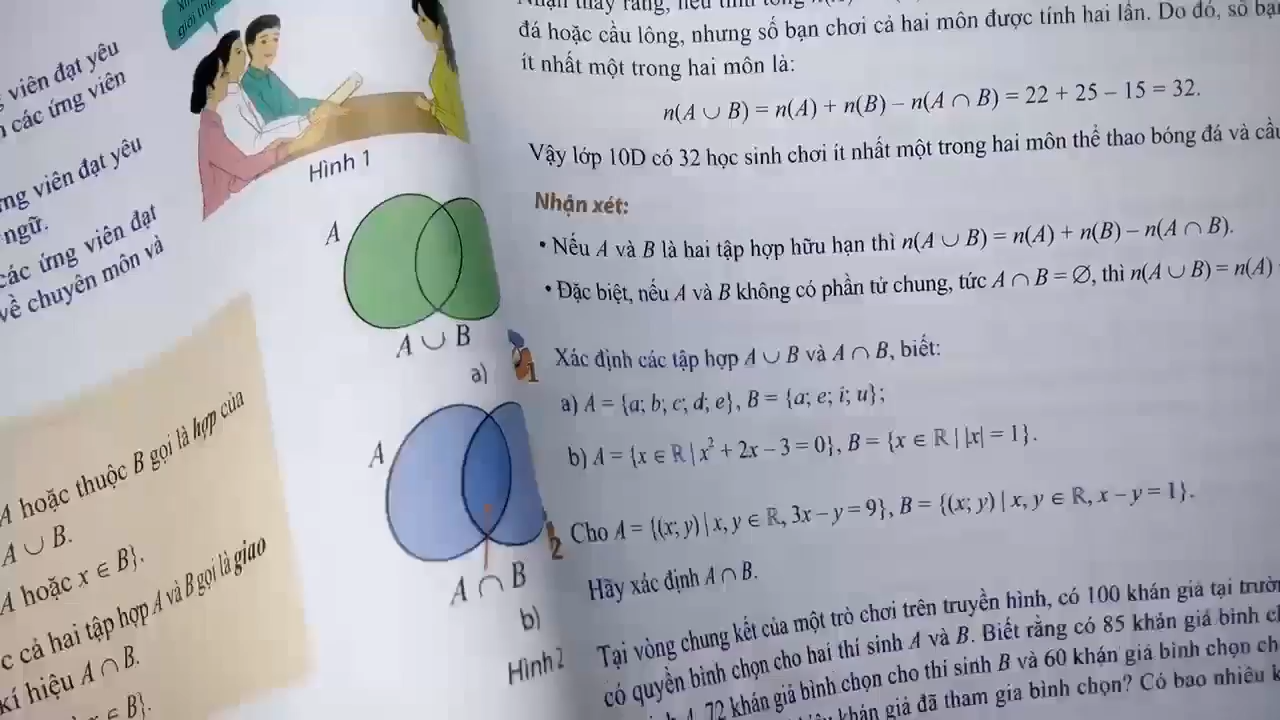 giới thiệu
viên đạt yêu
các ứng viên
viên đạt yêu
ngữ.
các ứng viên đạt
về chuyên môn và
Hình 1
A
A ∪ B
a)
A
A ∩ B
b)
Hình 2
A hoặc thuộc B gọi là hợp của
A ∪ B.
A hoặc x ∈ B}.
cả hai tập hợp A và B gọi là giao
kí hiệu A ∩ B.
∈ B}.
đá hoặc cầu lông, nhưng số bạn chơi cả hai môn được tính hai lần. Do đó, số bạn
ít nhất một trong hai môn là:
n(A ∪ B) = n(A) + n(B) – n(A ∩ B) = 22 + 25 – 15 = 32.
Vậy lớp 10D có 32 học sinh chơi ít nhất một trong hai môn thể thao bóng đá và cầu
Nhận xét:
• Nếu A và B là hai tập hợp hữu hạn thì n(A ∪ B) = n(A) + n(B) – n(A ∩ B).
• Đặc biệt, nếu A và B không có phần tử chung, tức A ∩ B = ∅, thì n(A ∪ B) = n(A)
1 Xác định các tập hợp A ∪ B và A ∩ B, biết:
a) A = {a; b; c; d; e}, B = {a; e; i; u};
b) A = {x ∈ ℝ | x² + 2x – 3 = 0}, B = {x ∈ ℝ | |x| = 1}.
2 Cho A = {(x; y) | x, y ∈ ℝ, 3x – y = 9}, B = {(x; y) | x, y ∈ ℝ, x – y = 1}.
Hãy xác định A ∩ B.
Tại vòng chung kết của một trò chơi trên truyền hình, có 100 khán giả tại trường
có quyền bình chọn cho hai thí sinh A và B. Biết rằng có 85 khán giả bình
72 khán giả bình chọn cho thí sinh B và 60 khán giả bình chọn
khán giả đã tham gia bình chọn? Có bao nhiêu